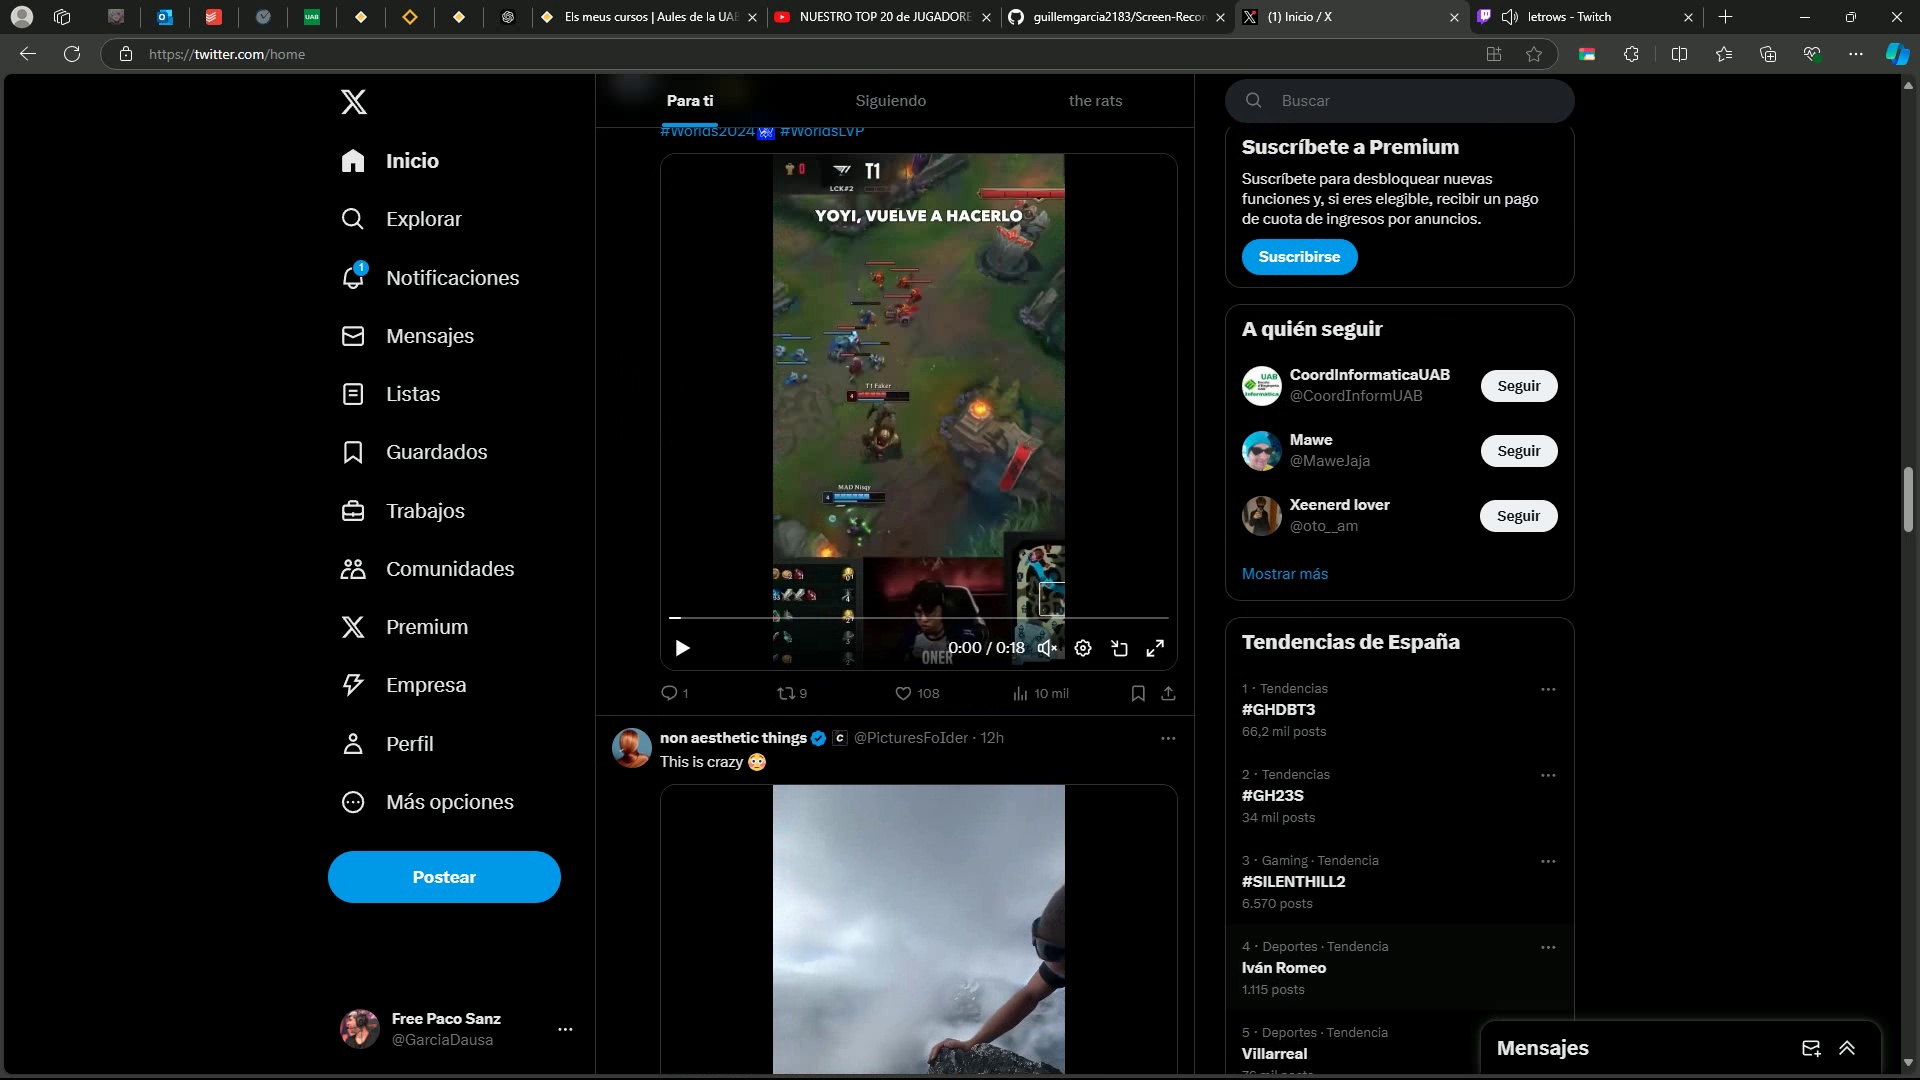 UAB
Els meus cursos | Aules de la UAB
NUESTRO TOP 20 de JUGADORE
guillemgarcia2183/Screen-Recor
(1) Inicio / X
letrows - Twitch
https://twitter.com/home
Inicio
Explorar
1
Notificaciones
Mensajes
Listas
Guardados
Trabajos
Comunidades
Premium
Empresa
Perfil
Más opciones
Postear
Free Paco Sanz
@GarciaDausa
Para ti
Siguiendo
the rats
#Worlds2024 #WorldsLVP
0
T1
LCK#2
YOYI, VUELVE A HACERLO
T1 Faker
4
MAD Nisqy
4
ONER
0:00 / 0:18
1
9
108
10 mil
non aesthetic things @PicturesFoIder · 12h
This is crazy
Buscar
Suscríbete a Premium
Suscríbete para desbloquear nuevas
funciones y, si eres elegible, recibir un pago
de cuota de ingresos por anuncios.
Suscribirse
A quién seguir
UAB
Informàtica
CoordInformaticaUAB
@CoordInformUAB
Seguir
Mawe
@MaweJaja
Seguir
Xeenerd lover
@oto__am
Seguir
Mostrar más
Tendencias de España
1 · Tendencias
#GHDBT3
66,2 mil posts
2 · Tendencias
#GH23S
34 mil posts
3 · Gaming · Tendencia
#SILENTHILL2
6.570 posts
4 · Deportes · Tendencia
Iván Romeo
1.115 posts
5 · Deportes · Tendencia
Villarreal
Mensajes